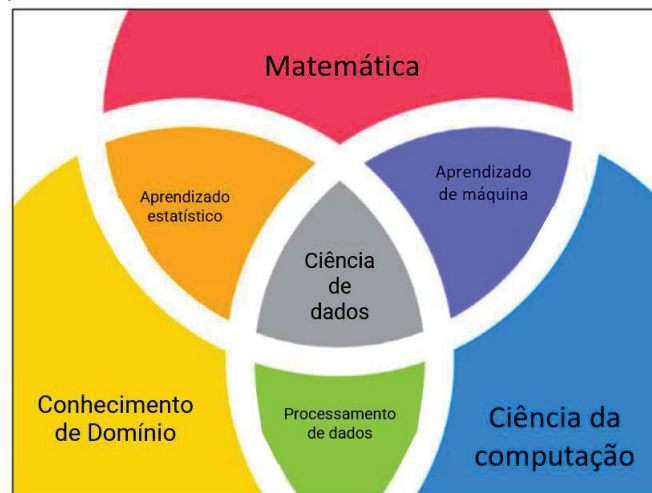 Matemática
Aprendizado
estatístico
Aprendizado
de máquina
Ciência
de
dados
Conhecimento
de Domínio
Processamento
de dados
Ciência da
computação